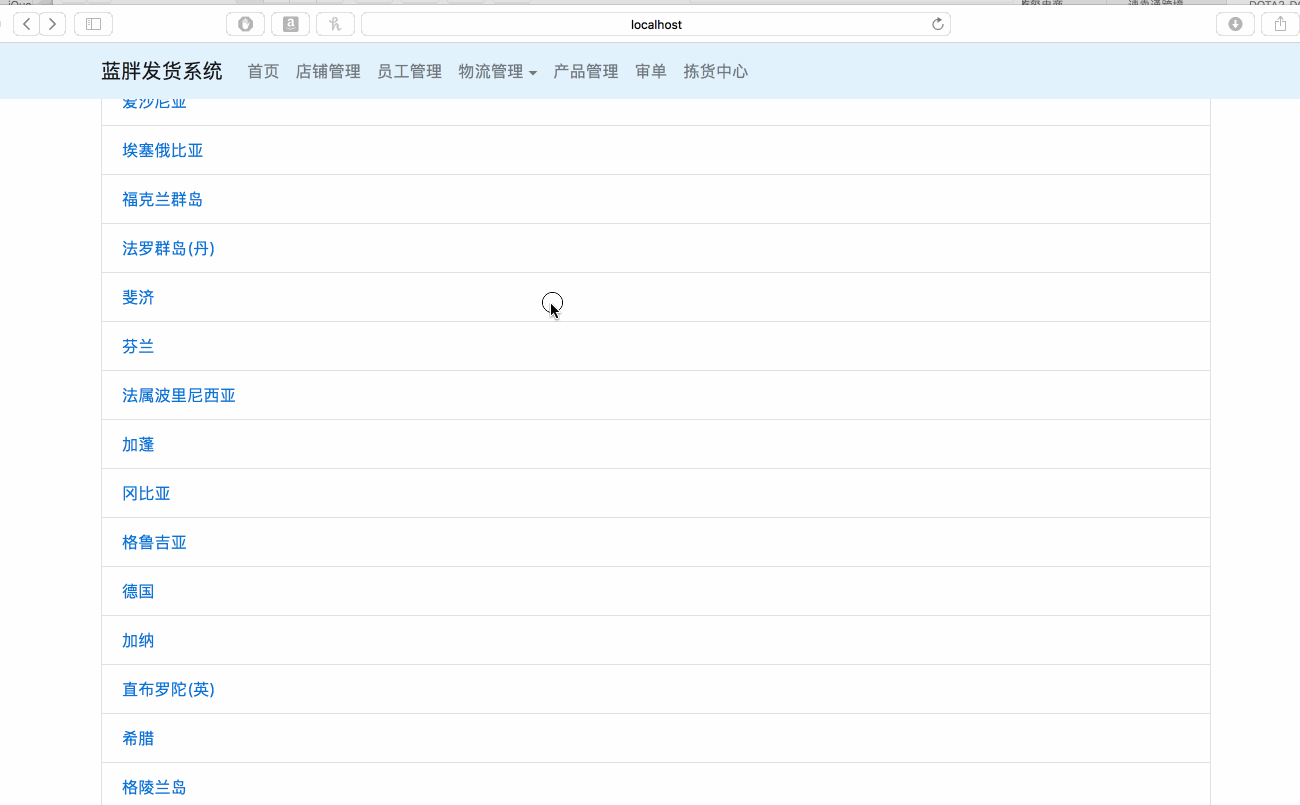 localhost
蓝胖发货系统 首页 店铺管理 员工管理 物流管理 产品管理 审单 拣货中心
爱沙尼亚
埃塞俄比亚
福克兰群岛
法罗群岛(丹)
斐济
芬兰
法属波里尼西亚
加蓬
冈比亚
格鲁吉亚
德国
加纳
直布罗陀(英)
希腊
格陵兰岛